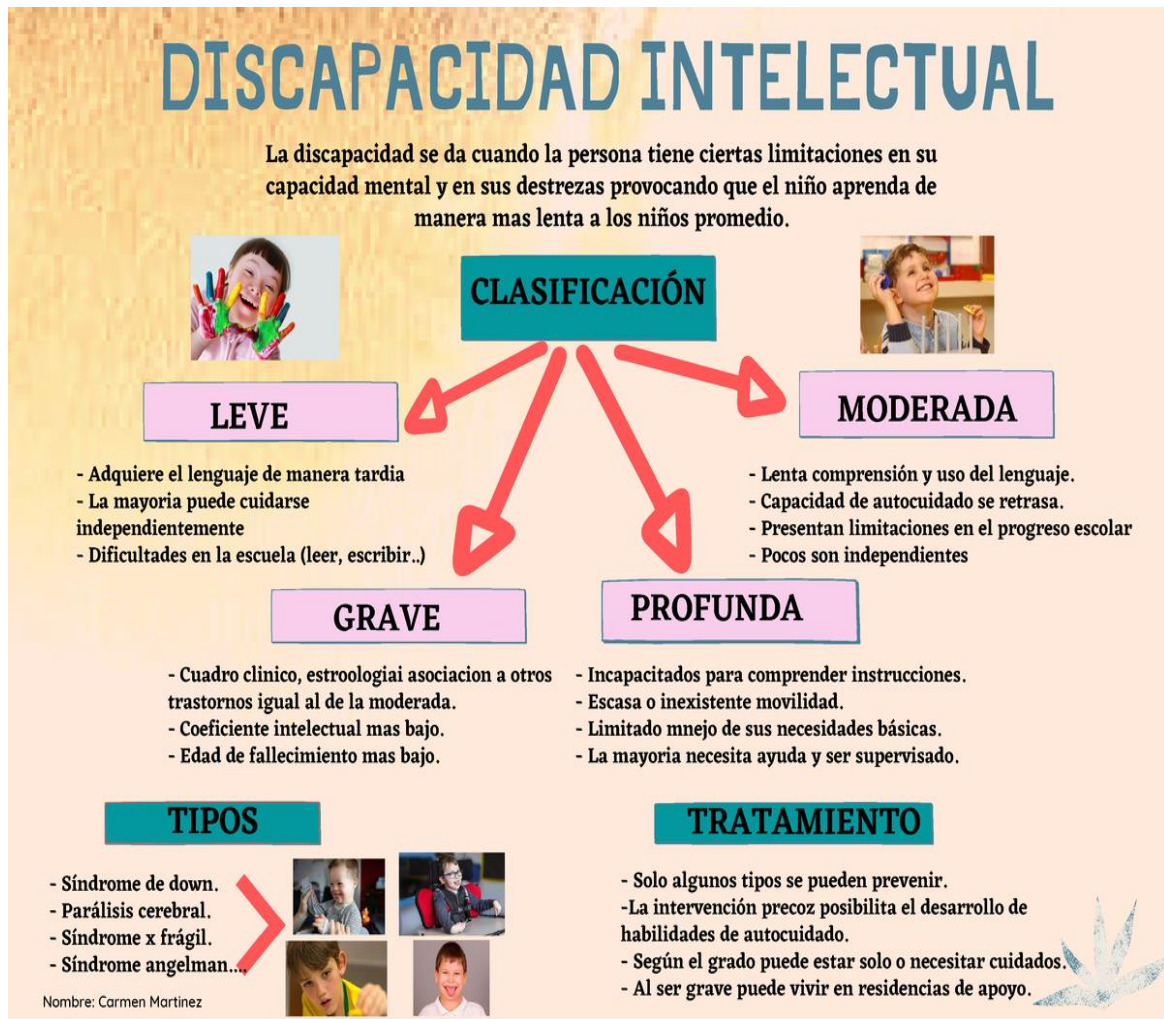 DISCAPACIDAD INTELECTUAL
La discapacidad se da cuando la persona tiene ciertas limitaciones en su
capacidad mental y en sus destrezas provocando que el niño aprenda de
manera mas lenta a los niños promedio.
CLASIFICACIÓN
LEVE
- Adquiere el lenguaje de manera tardia
- La mayoria puede cuidarse
independientemente
- Dificultades en la escuela (leer, escribir..)
MODERADA
- Lenta comprensión y uso del lenguaje.
- Capacidad de autocuidado se retrasa.
- Presentan limitaciones en el progreso escolar
- Pocos son independientes
GRAVE
- Cuadro clinico, estroologiai asociacion a otros
trastornos igual al de la moderada.
- Coeficiente intelectual mas bajo.
- Edad de fallecimiento mas bajo.
PROFUNDA
- Incapacitados para comprender instrucciones.
- Escasa o inexistente movilidad.
- Limitado mnejo de sus necesidades básicas.
- La mayoria necesita ayuda y ser supervisado.
TIPOS
- Síndrome de down.
- Parálisis cerebral.
- Síndrome x frágil.
- Síndrome angelman....
Nombre: Carmen Martinez
TRATAMIENTO
- Solo algunos tipos se pueden prevenir.
-La intervención precoz posibilita el desarrollo de
habilidades de autocuidado.
- Según el grado puede estar solo o necesitar cuidados.
- Al ser grave puede vivir en residencias de apoyo.